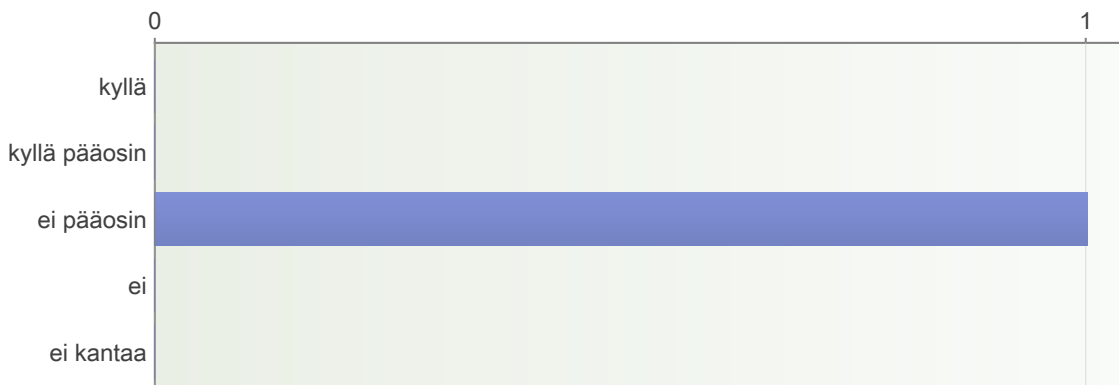 0 1
kyllä
kyllä pääosin
ei pääosin
ei
ei kantaa